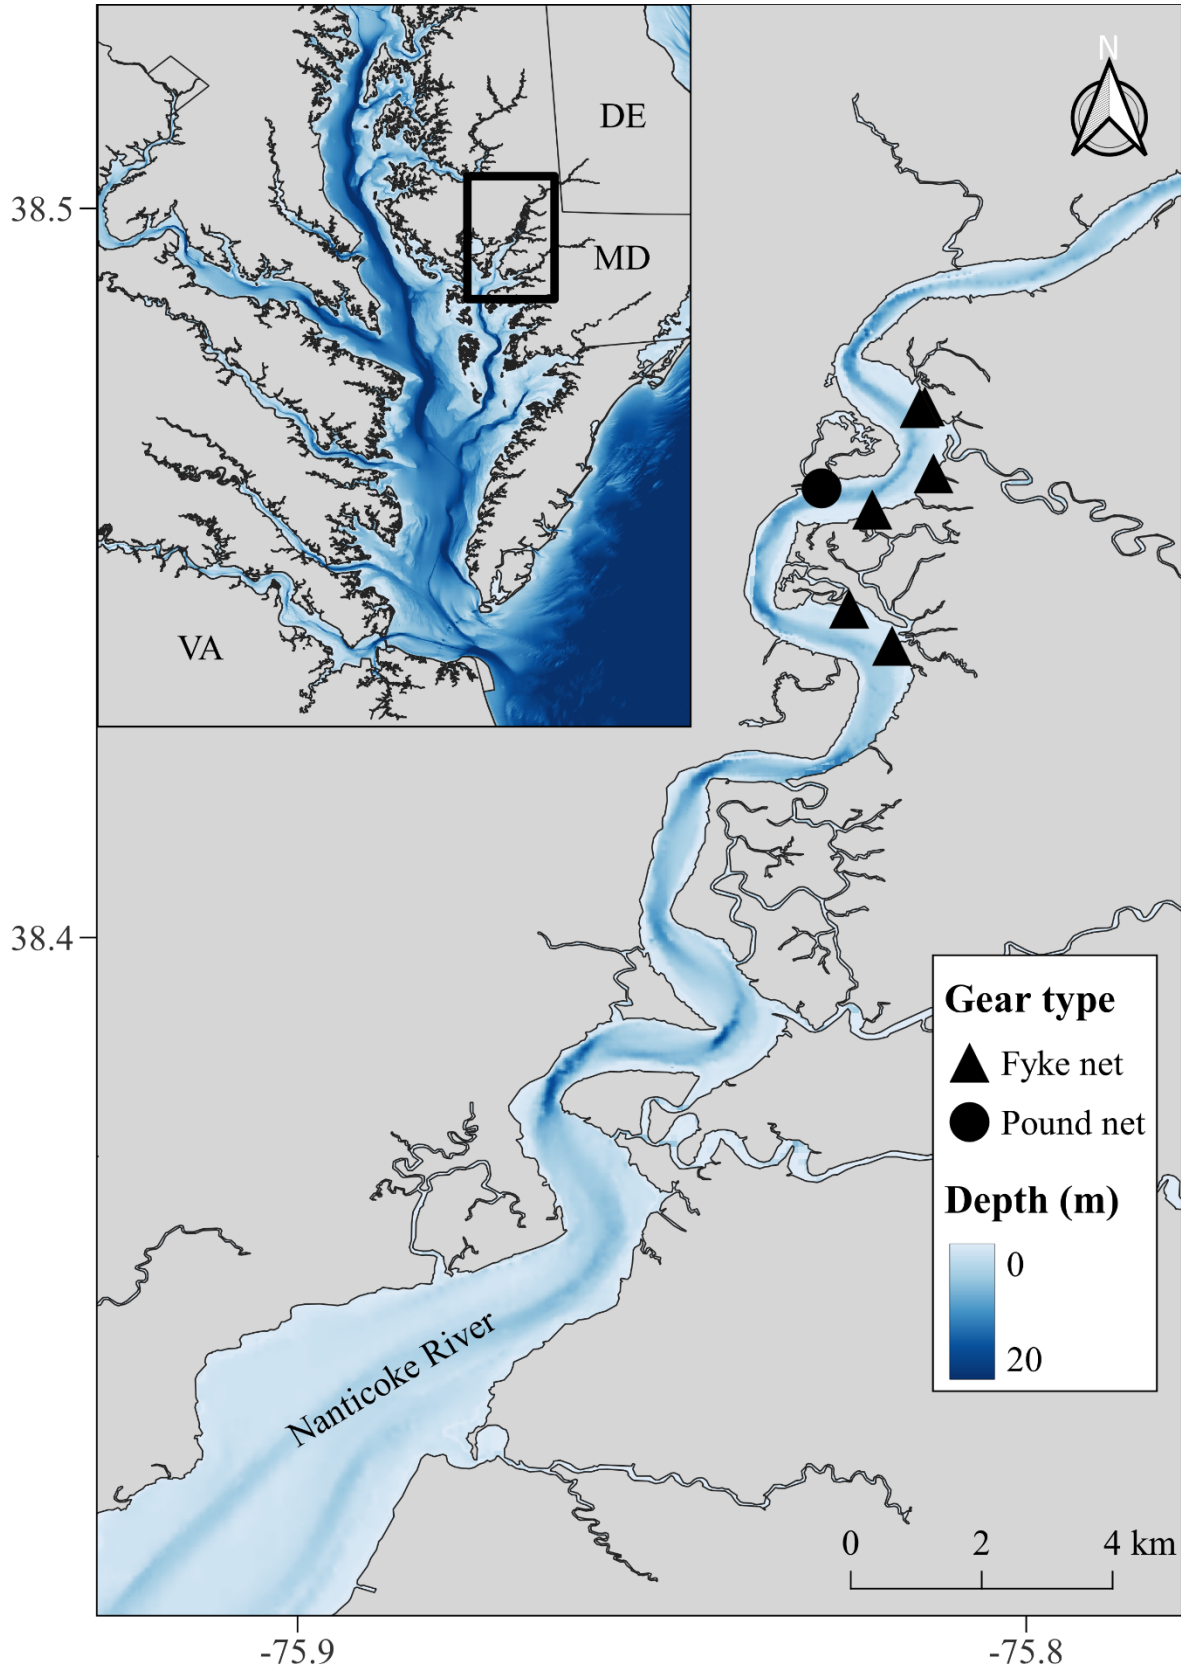 N
DE
38.5
MD
VA
38.4
Gear type
Fyke net
Pound net
Depth (m)
0
20
Nanticoke River
0 2 4 km
-75.9 -75.8